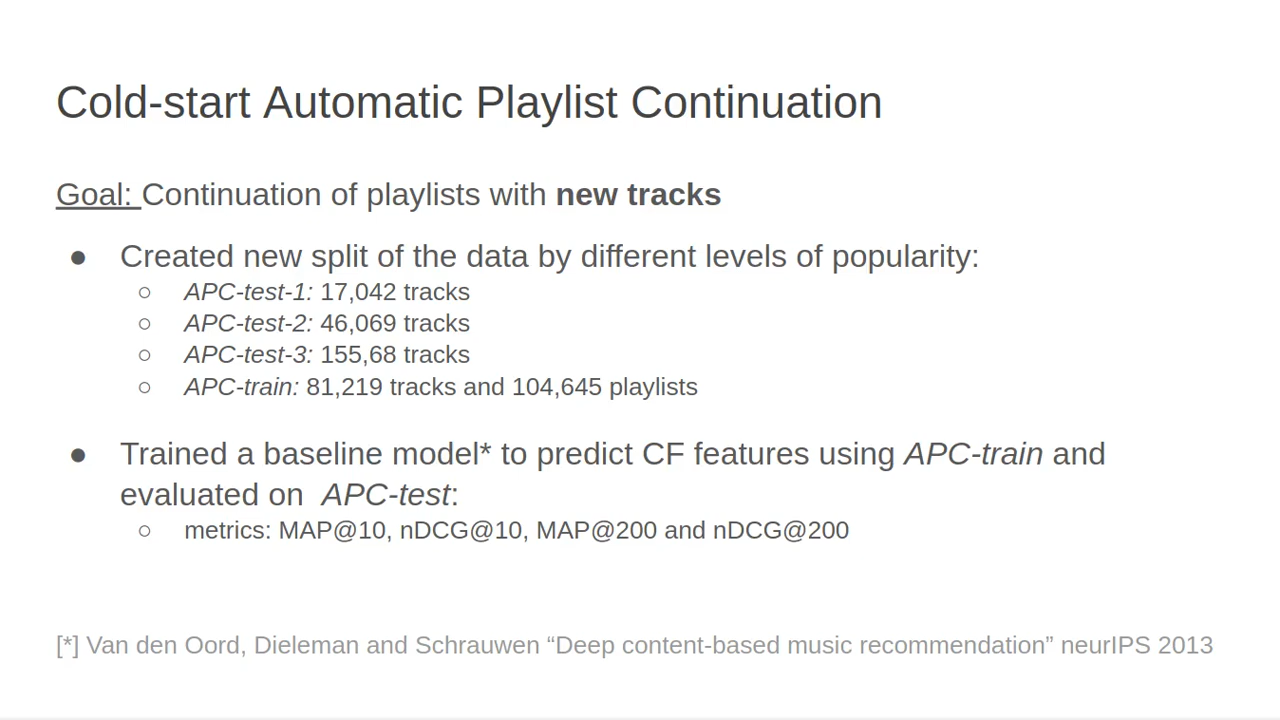 Cold-start Automatic Playlist Continuation
Goal: Continuation of playlists with new tracks
● Created new split of the data by different levels of popularity:
○ APC-test-1: 17,042 tracks
○ APC-test-2: 46,069 tracks
○ APC-test-3: 155,68 tracks
○ APC-train: 81,219 tracks and 104,645 playlists
● Trained a baseline model* to predict CF features using APC-train and
evaluated on APC-test:
○ metrics: MAP@10, nDCG@10, MAP@200 and nDCG@200
[*] Van den Oord, Dieleman and Schrauwen “Deep content-based music recommendation” neurIPS 2013